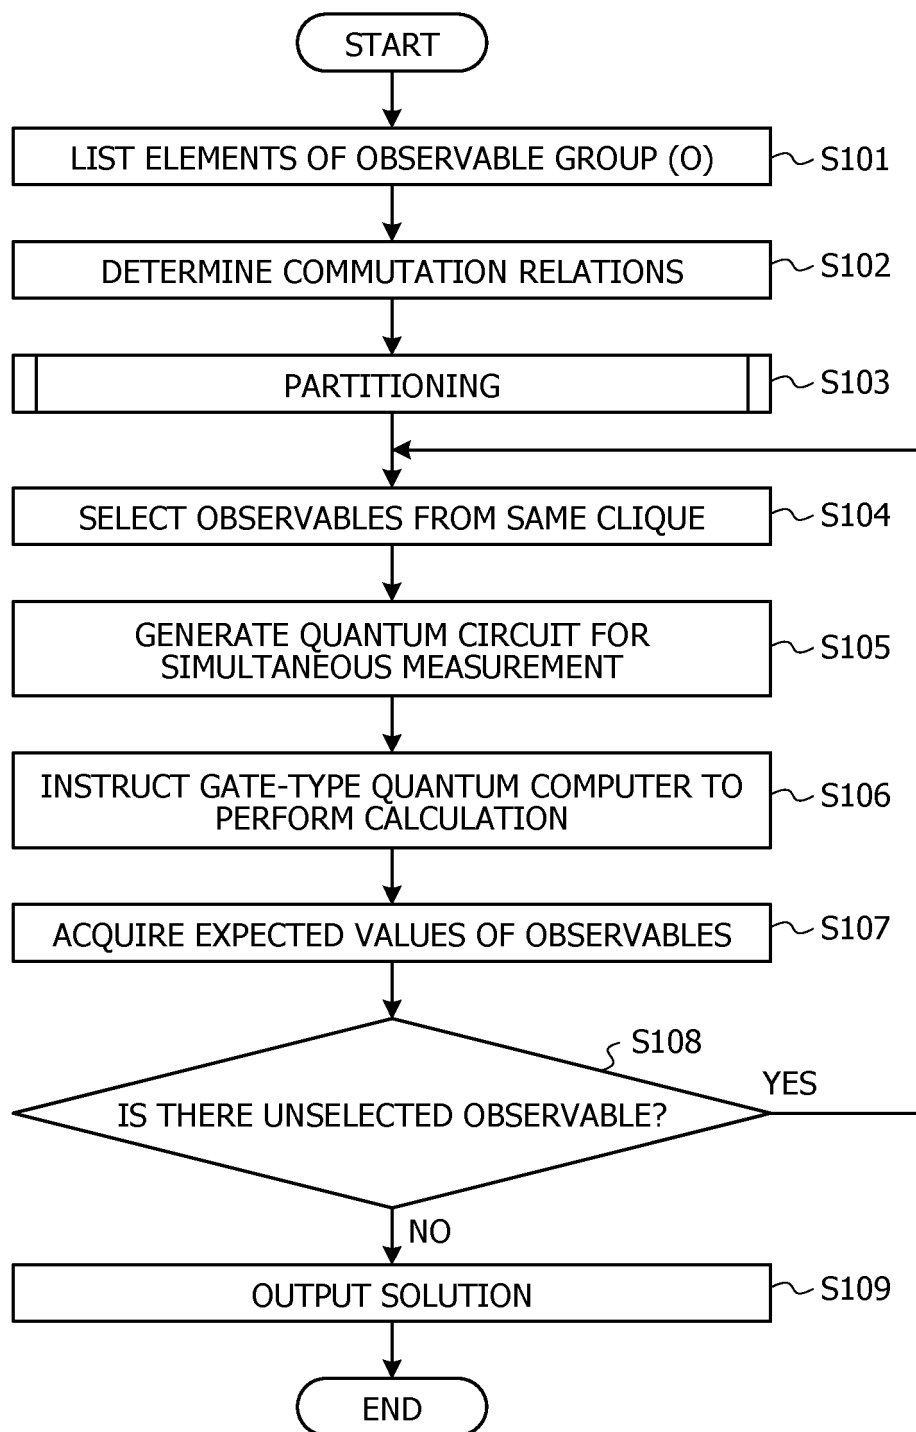 START
LIST ELEMENTS OF OBSERVABLE GROUP (O)
S101
DETERMINE COMMUTATION RELATIONS
S102
PARTITIONING
S103
SELECT OBSERVABLES FROM SAME CLIQUE
S104
GENERATE QUANTUM CIRCUIT FOR
SIMULTANEOUS MEASUREMENT
S105
INSTRUCT GATE-TYPE QUANTUM COMPUTER TO
PERFORM CALCULATION
S106
ACQUIRE EXPECTED VALUES OF OBSERVABLES
S107
S108
YES
IS THERE UNSELECTED OBSERVABLE?
NO
OUTPUT SOLUTION
S109
END